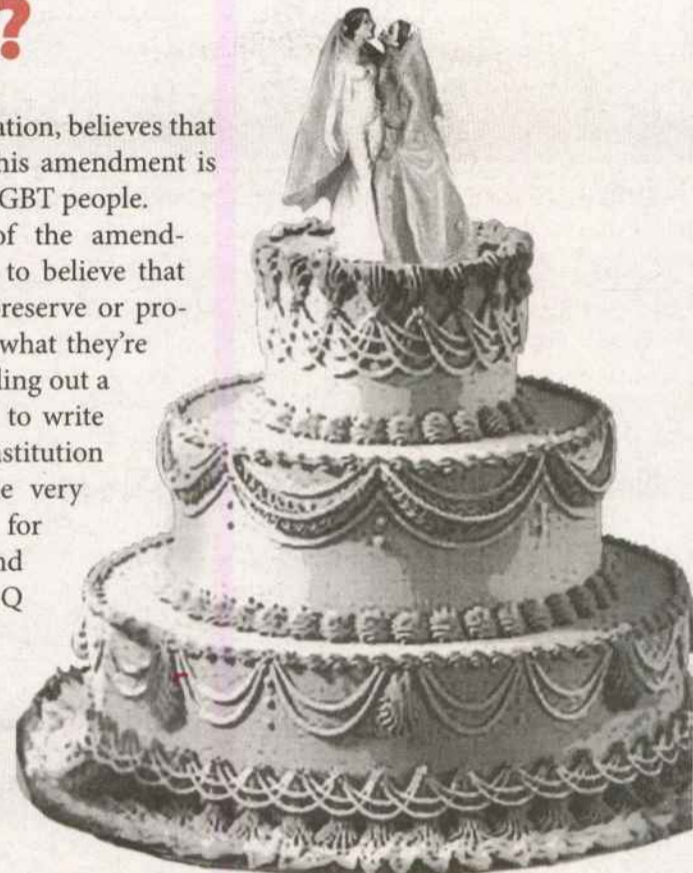 ?
ation, believes that
his amendment is
GBT people.
of the amend-
to believe that
reserve or pro-
what they're
ling out a
to write
nstitution
e very
for
nd
Q